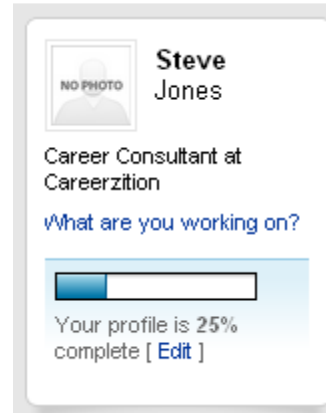 NO PHOTO
Steve
Jones
Career Consultant at
Careerzition
What are you working on?
Your profile is 25%
complete [ Edit ]